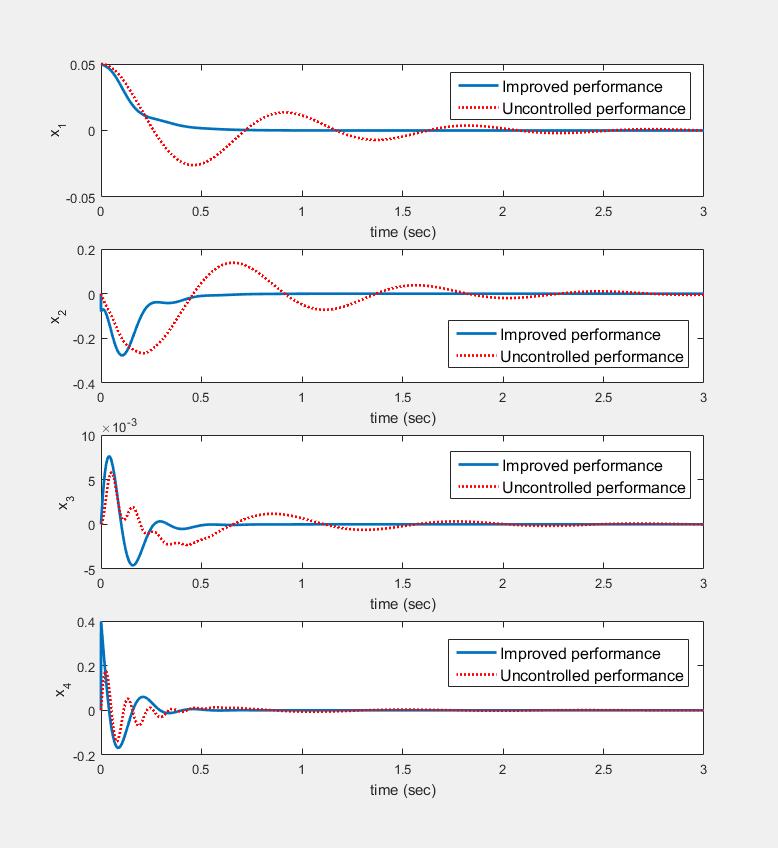 0.05
0
-0.05
x1
Improved performance
Uncontrolled performance
0 0.5 1 1.5 2 2.5 3
time (sec)
0.2
0
-0.2
-0.4
x2
Improved performance
Uncontrolled performance
0 0.5 1 1.5 2 2.5 3
time (sec)
×10-3
10
5
0
-5
x3
Improved performance
Uncontrolled performance
0 0.5 1 1.5 2 2.5 3
time (sec)
0.4
0.2
0
-0.2
x4
Improved performance
Uncontrolled performance
0 0.5 1 1.5 2 2.5 3
time (sec)